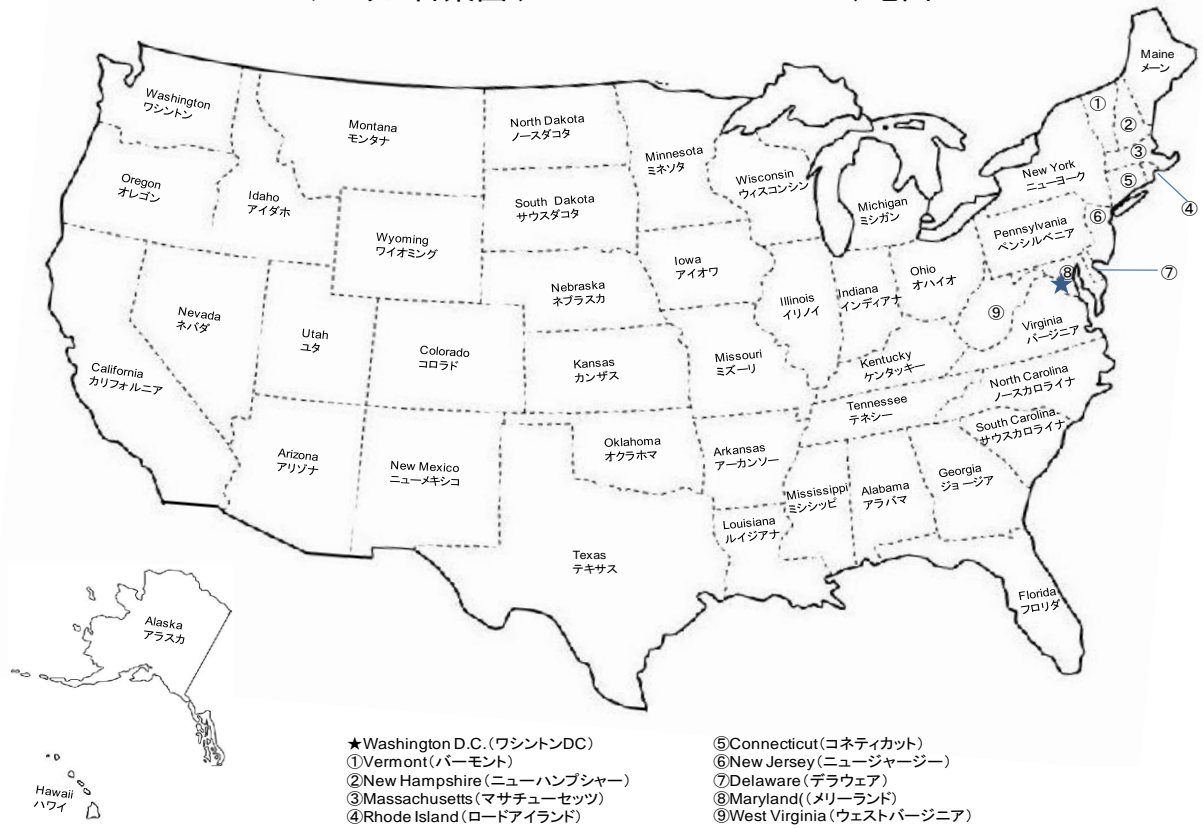 Maine
メーン
Washington
ワシントン
Montana
モンタナ
North Dakota
ノースダコタ
Minnesota
ミネソタ
①
②
③
④
⑤
⑥
⑦
⑧
⑨
Oregon
オレゴン
Idaho
アイダホ
Wyoming
ワイオミング
South Dakota
サウスダコタ
Wisconsin
ウィスコンシン
Michigan
ミシガン
New York
ニューヨーク
Pennsylvania
ペンシルベニア
Iowa
アイオワ
Nebraska
ネブラスカ
Illinois
イリノイ
Indiana
インディアナ
Ohio
オハイオ
Nevada
ネバダ
Utah
ユタ
Colorado
コロラド
Kansas
カンザス
Missouri
ミズーリ
Kentucky
ケンタッキー
Virginia
バージニア
California
カリフォルニア
North Carolina
ノースカロライナ
Tennessee
テネシー
South Carolina
サウスカロライナ
Arizona
アリゾナ
New Mexico
ニューメキシコ
Oklahoma
オクラホマ
Arkansas
アーカンソー
Mississippi
ミシシッピ
Alabama
アラバマ
Georgia
ジョージア
Louisiana
ルイジアナ
Texas
テキサス
Florida
フロリダ
Alaska
アラスカ
Hawaii
ハワイ
★Washington D.C.(ワシントンDC)
①Vermont(バーモント)
②New Hampshire(ニューハンプシャー)
③Massachusetts(マサチューセッツ)
④Rhode Island(ロードアイランド)
⑤Connecticut(コネティカット)
⑥New Jersey(ニュージャージー)
⑦Delaware(デラウェア)
⑧Maryland((メリーランド)
⑨West Virginia(ウェストバージニア)